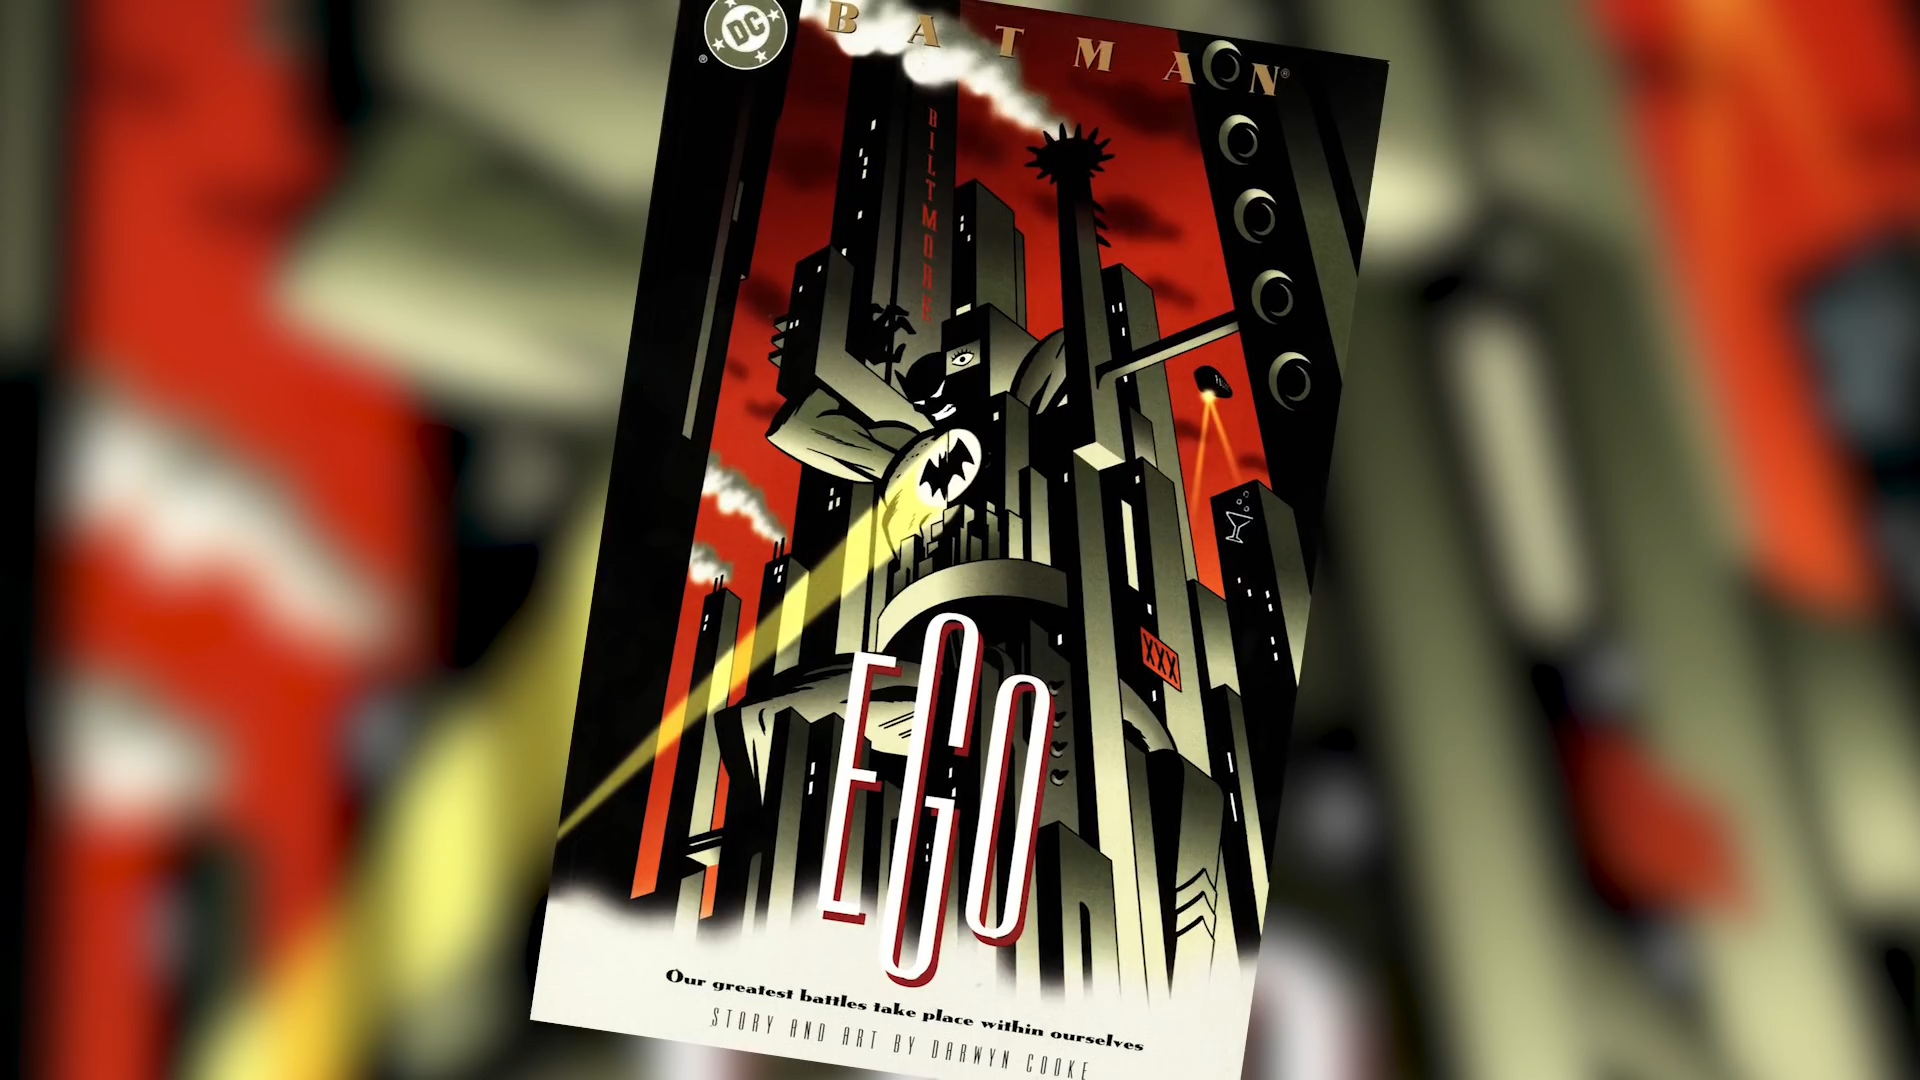 DC
®
BATMAN®
BILTMORE
XXX
EGO
Our greatest battles take place within ourselves
STORY AND ART BY DARWYN COOKE